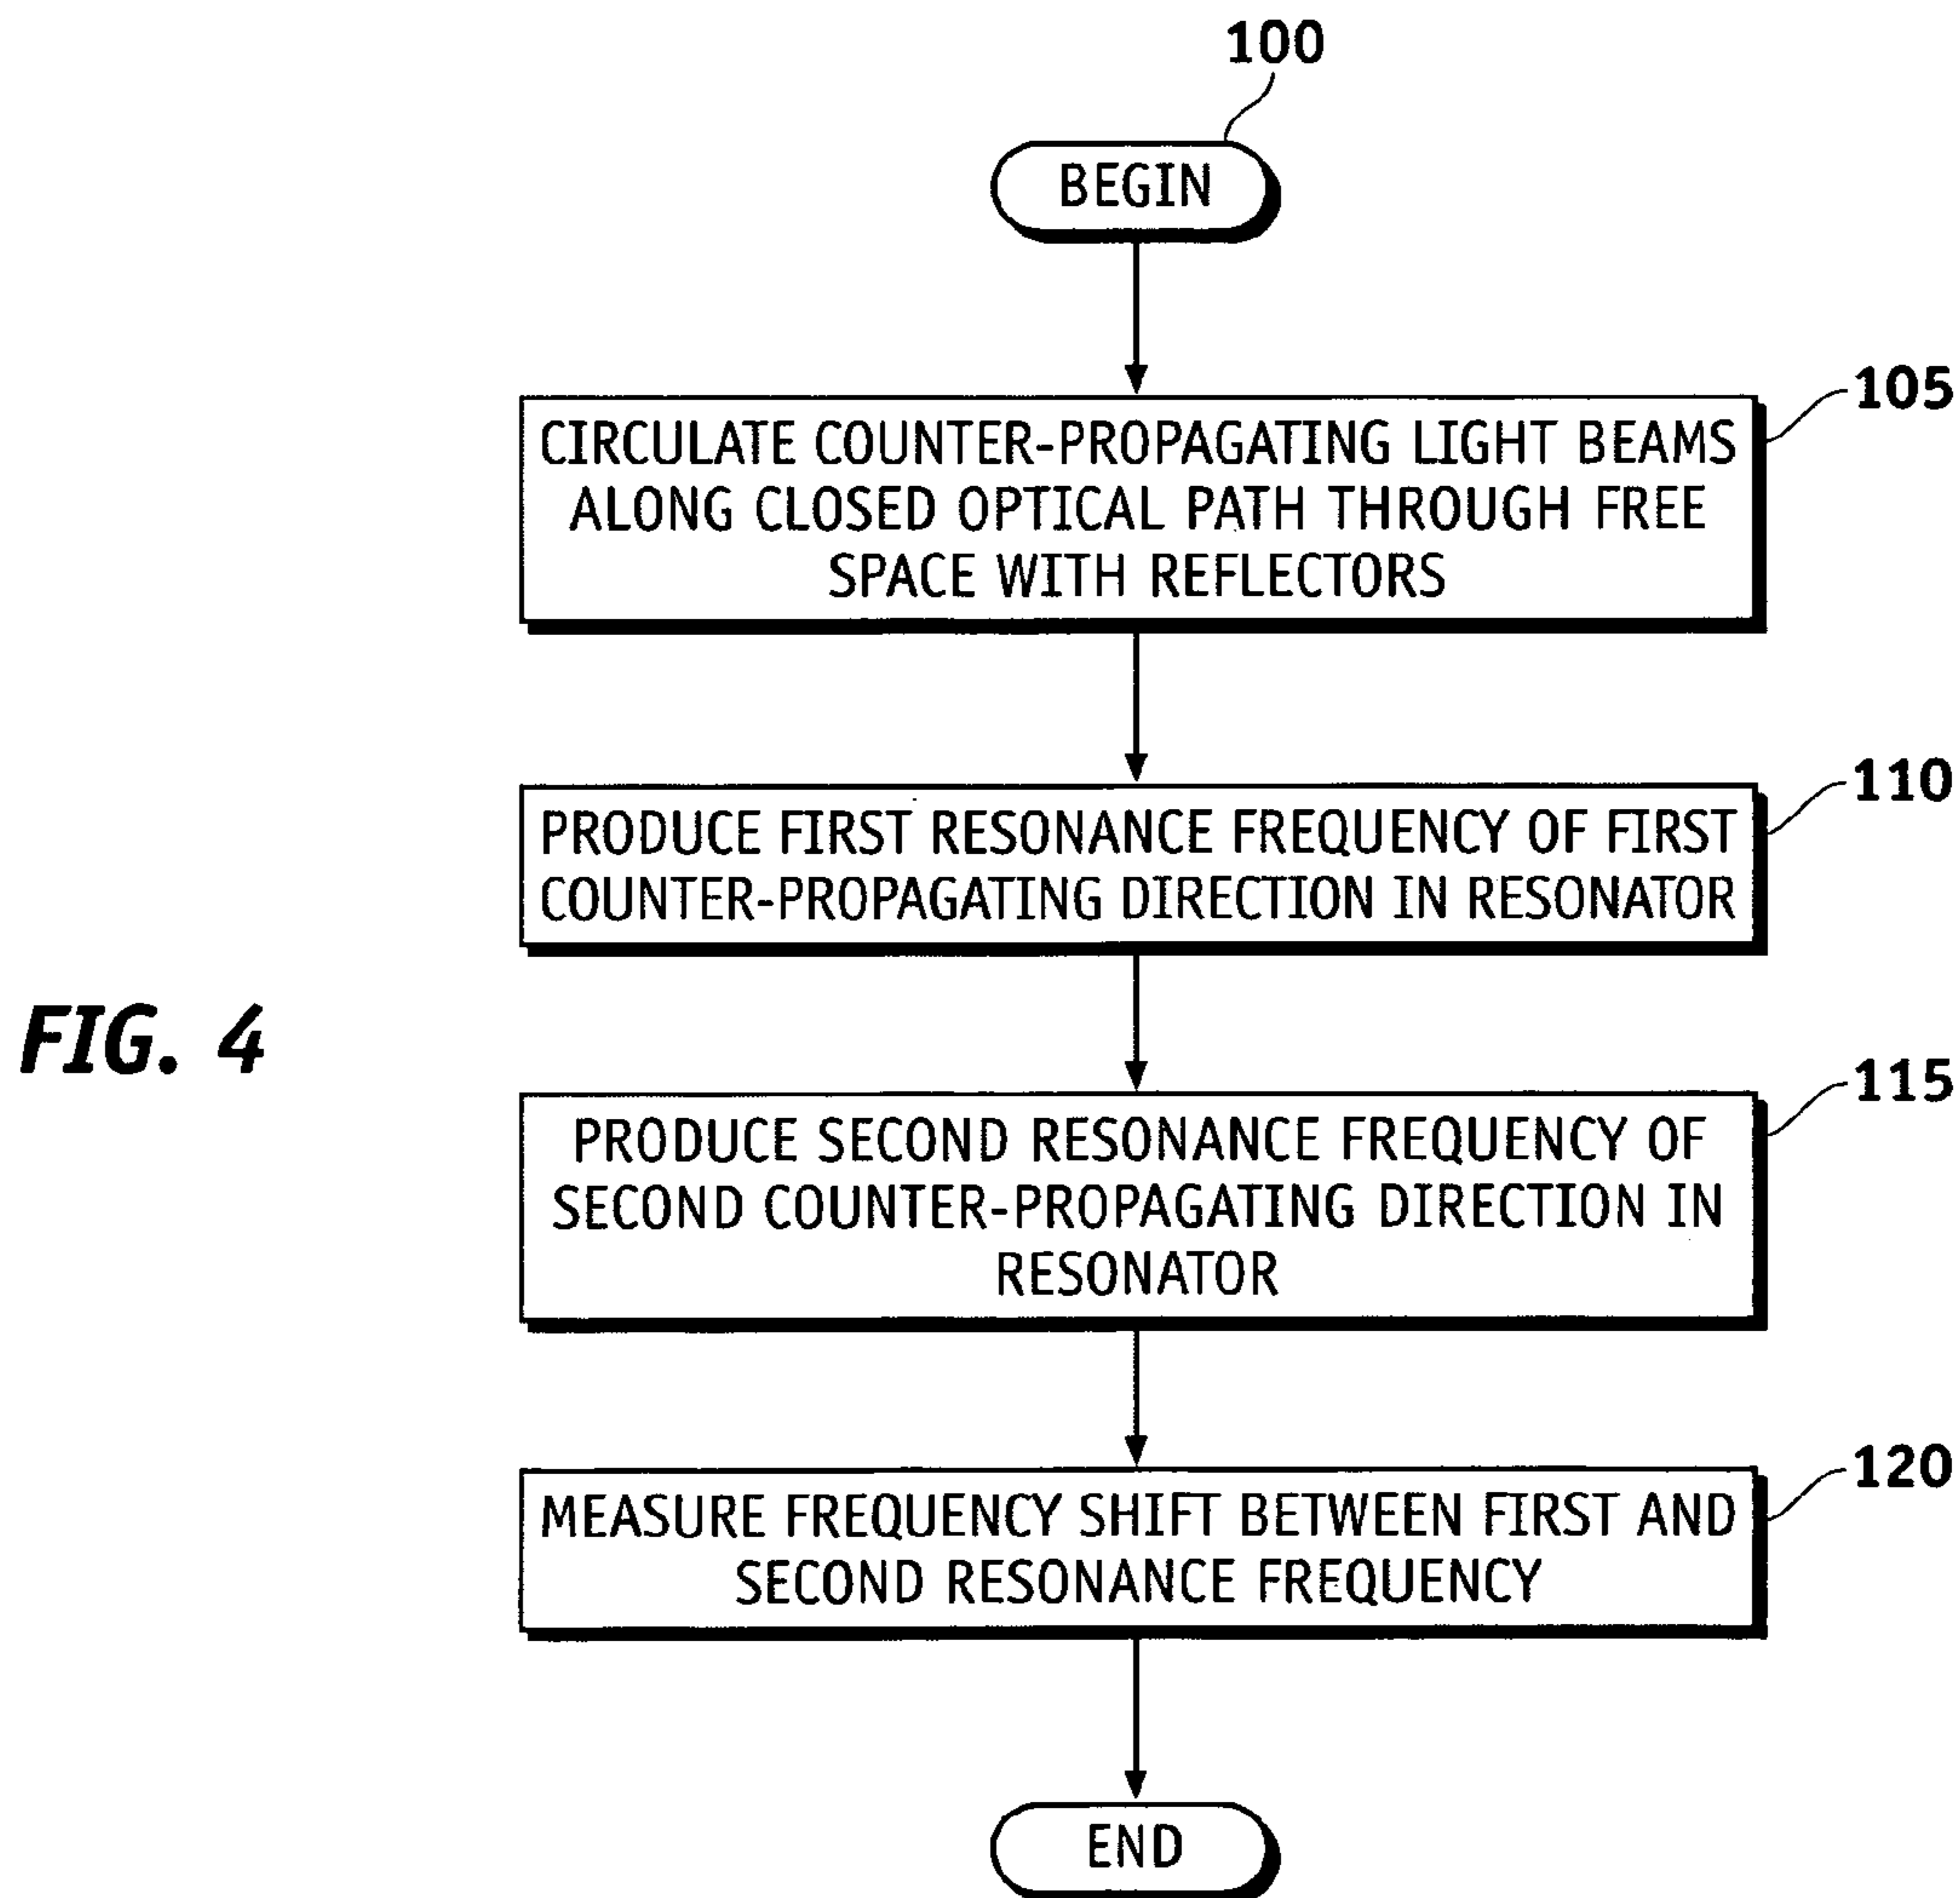 100
BEGIN
105
CIRCULATE COUNTER-PROPAGATING LIGHT BEAMS
ALONG CLOSED OPTICAL PATH THROUGH FREE
SPACE WITH REFLECTORS
110
PRODUCE FIRST RESONANCE FREQUENCY OF FIRST
COUNTER-PROPAGATING DIRECTION IN RESONATOR
FIG. 4
115
PRODUCE SECOND RESONANCE FREQUENCY OF
SECOND COUNTER-PROPAGATING DIRECTION IN
RESONATOR
120
MEASURE FREQUENCY SHIFT BETWEEN FIRST AND
SECOND RESONANCE FREQUENCY
END